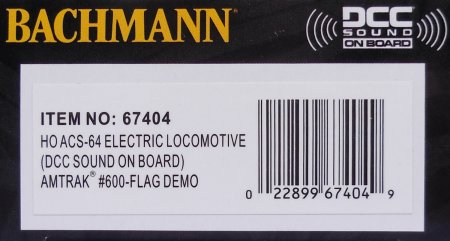 BACHMANN
DCC
SOUND
ON BOARD
ITEM NO: 67404
HO ACS-64 ELECTRIC LOCOMOTIVE
(DCC SOUND ON BOARD)
AMTRAK® #600-FLAG DEMO
0 22899 67404 9